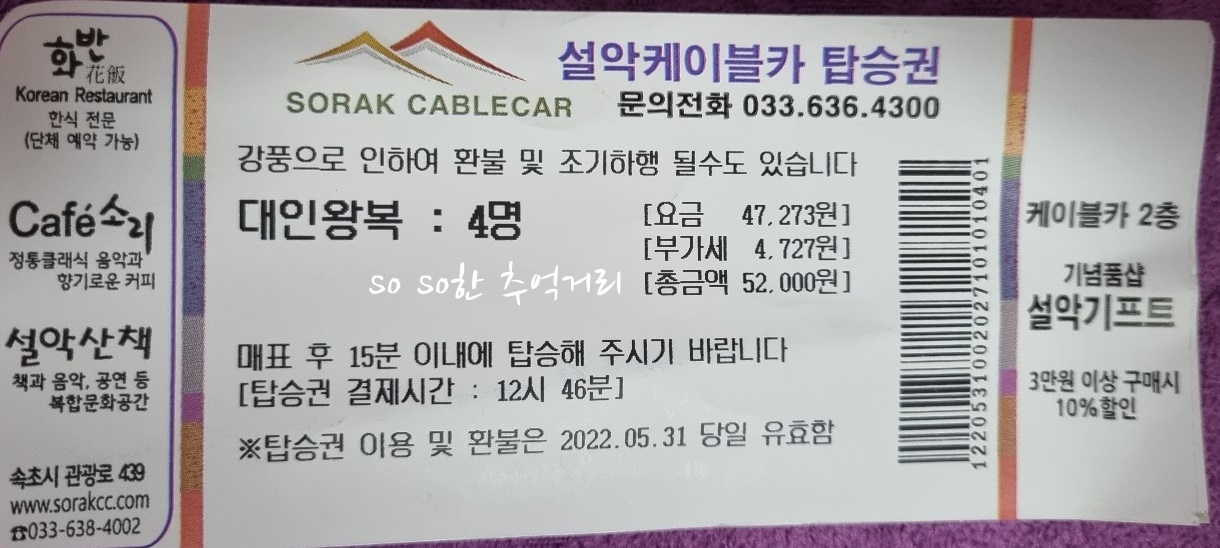 화반
花飯
Korean Restaurant
한식 전문
(단체 예약 가능)
Café 소리
정통클래식 음악과
향기로운 커피
설악산책
책과 음악, 공연 등
복합문화공간
속초시 관광로 439
www.sorakcc.com
☎033-638-4002
SORAK CABLECAR
설악케이블카 탑승권
문의전화 033.636.4300
강풍으로 인하여 환불 및 조기하행 될수도 있습니다
대인왕복 : 4명
[요금 47,273원]
[부가세 4,727원]
[총금액 52,000원]
so so한 추억거리
매표 후 15분 이내에 탑승해 주시기 바랍니다
[탑승권 결제시간 : 12시 46분]
※탑승권 이용 및 환불은 2022.05.31 당일 유효함
1220531002027101010401
케이블카 2층
기념품샵
설악기프트
3만원 이상 구매시
10%할인